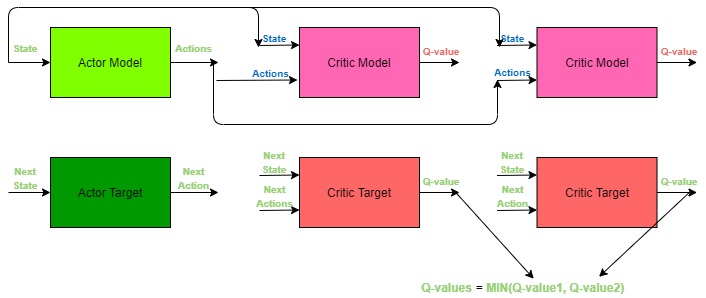 State
Actor Model
Actions
State
Actions
Critic Model
Q-value
State
Actions
Critic Model
Q-value
Next
State
Actor Target
Next
Action
Next
State
Next
Actions
Critic Target
Q-value
Next
State
Next
Action
Critic Target
Q-value
Q-values = MIN(Q-value1, Q-value2)